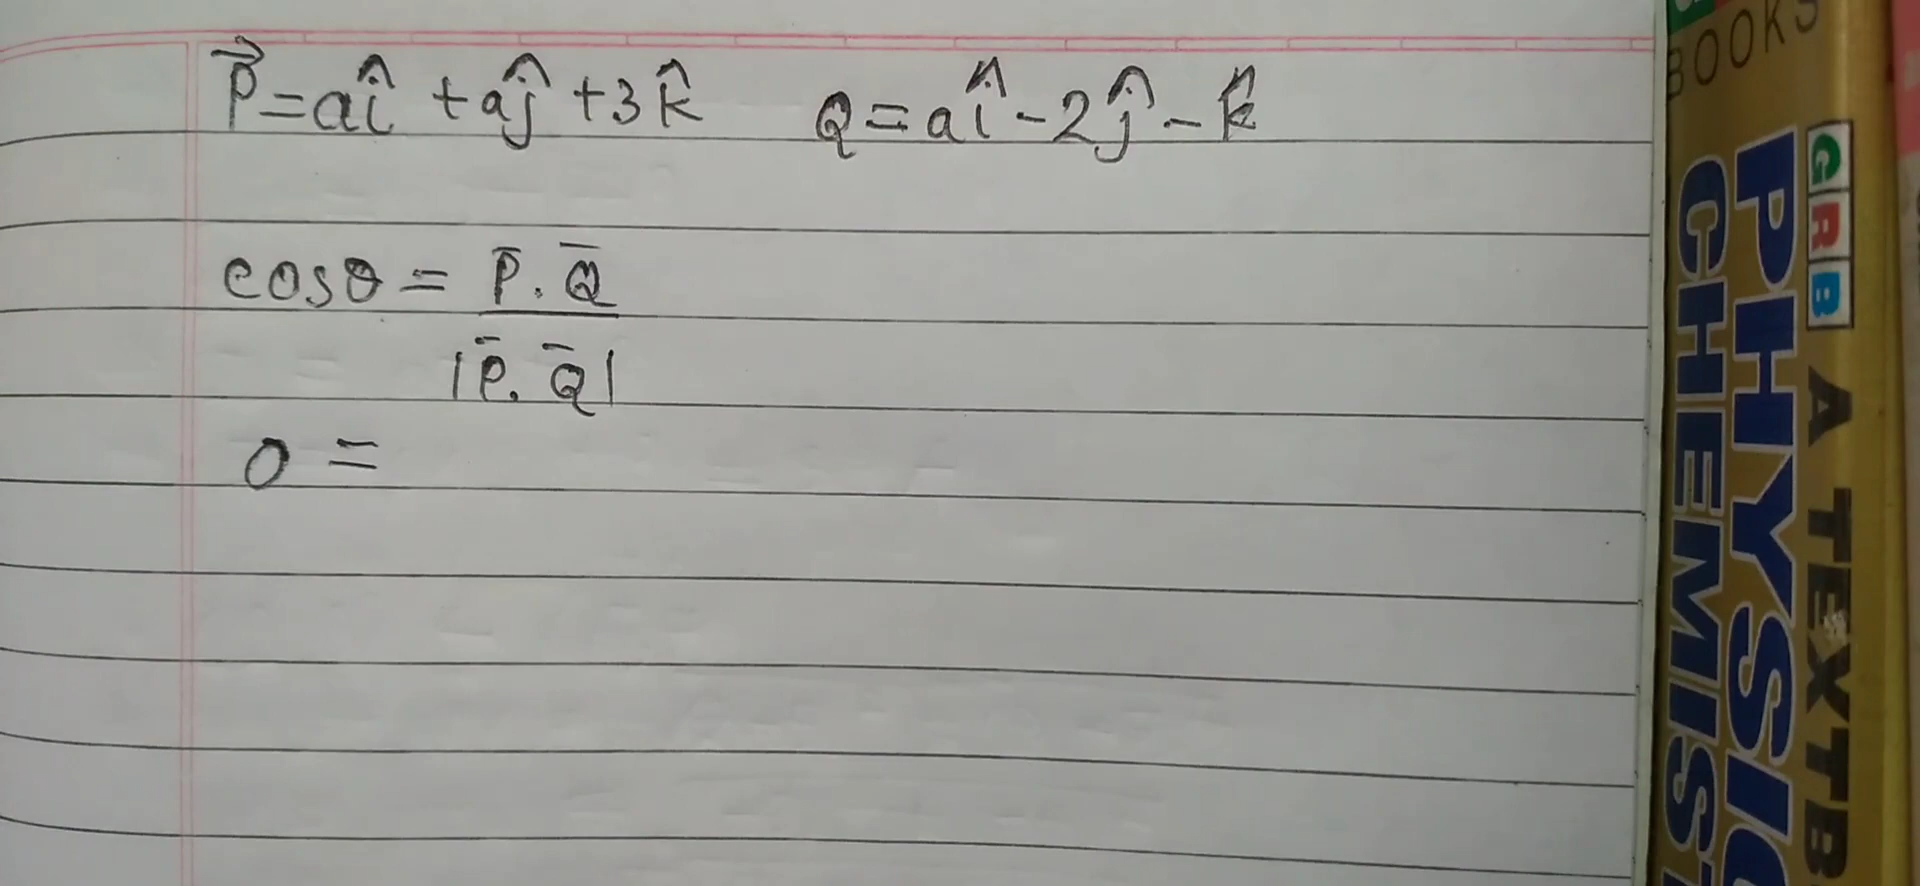 P⃗ = aî + aĵ + 3k̂    Q = aî - 2ĵ - k̂
cosθ = P̄ . Q̄
|P̄ . Q̄|
0 =
BOOKS
GRB A TEXTB
PHYSIC
CHEMIST